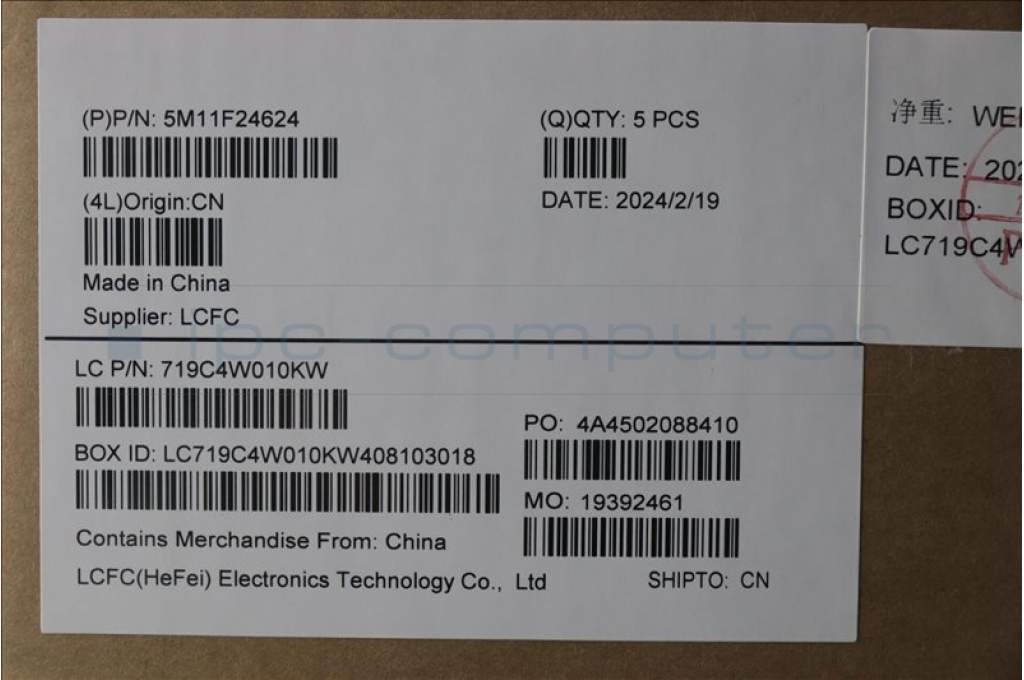 (P)P/N: 5M11F24624
(Q)QTY: 5 PCS
(4L)Origin:CN
DATE: 2024/2/19
Made in China
Supplier: LCFC
LC P/N: 719C4W010KW
PO: 4A4502088410
BOX ID: LC719C4W010KW408103018
MO: 19392461
Contains Merchandise From: China
LCFC(HeFei) Electronics Technology Co., Ltd
SHIPTO: CN
净重:
DATE:
BOXID:
ipc computer